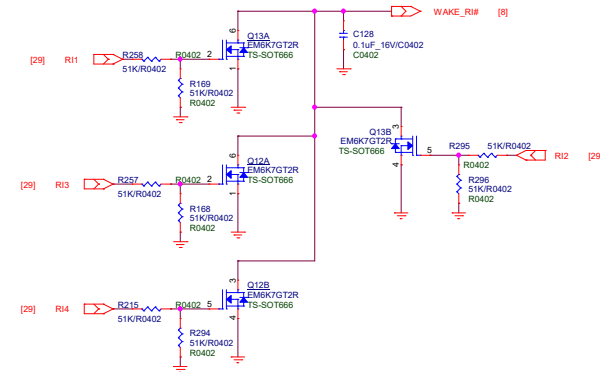 WAKE_RI# [8]
Q13A
EM6K7GT2R
TS-SOT666
6
2
1
C128
0.1uF_16V/C0402
C0402
[29] RI1
R258
51K/R0402
R0402
R169
51K/R0402
R0402
Q13B
EM6K7GT2R
TS-SOT666
3
5
4
R295
51K/R0402
R0402
RI2 [29
R296
51K/R0402
R0402
Q12A
EM6K7GT2R
TS-SOT666
6
2
1
[29] RI3
R257
51K/R0402
R0402
R168
51K/R0402
R0402
Q12B
EM6K7GT2R
TS-SOT666
3
5
4
[29] RI4
R215
51K/R0402
R0402
R294
51K/R0402
R0402